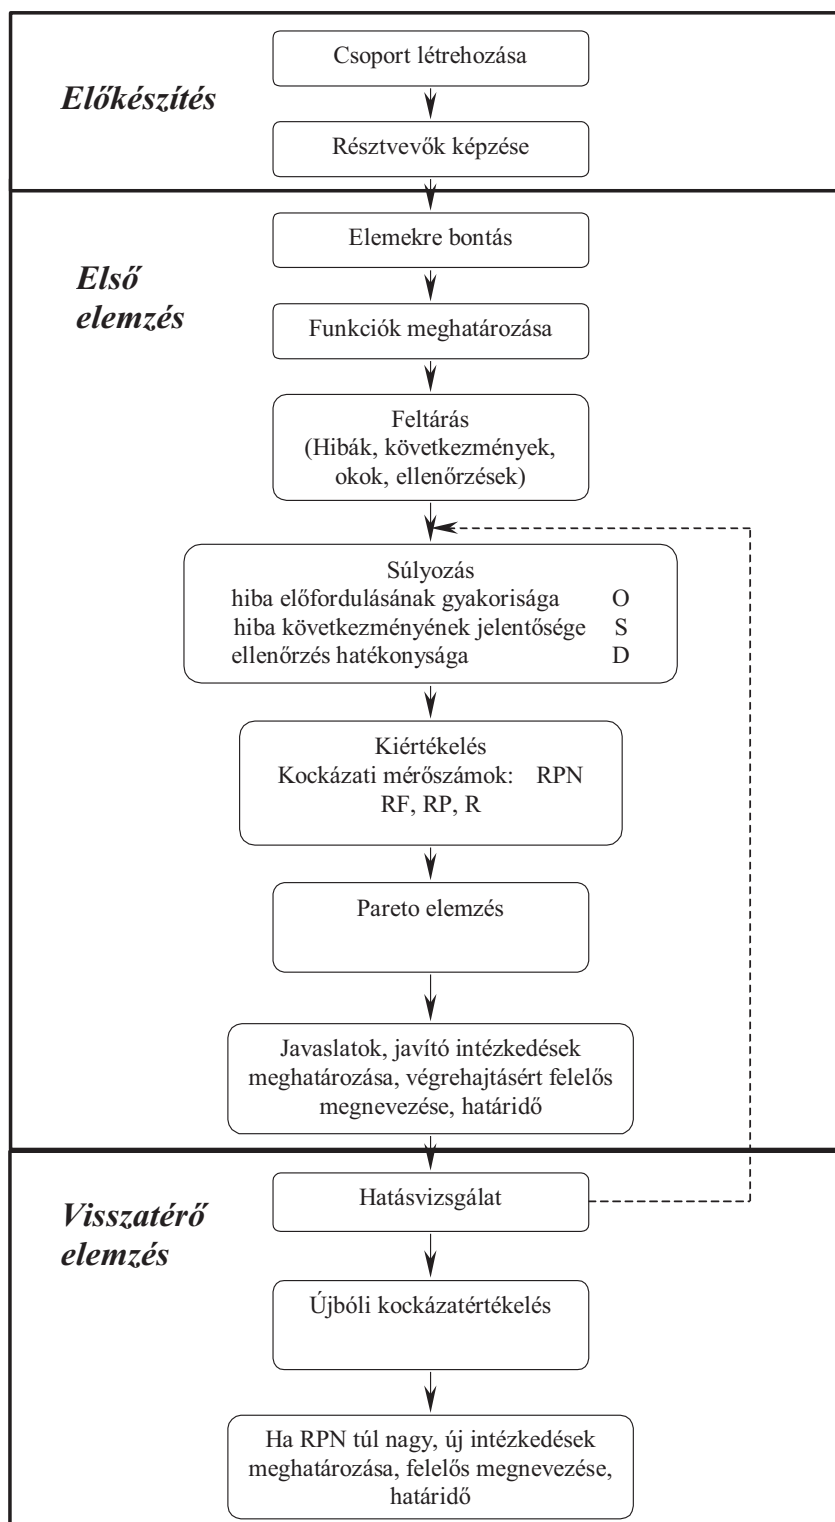 Előkészítés
Csoport létrehozása
Résztvevők képzése
Első
elemzés
Elemekre bontás
Funkciók meghatározása
Feltárás
(Hibák, következmények,
okok, ellenőrzések)
Súlyozás
hiba előfordulásának gyakorisága O
hiba következményének jelentősége S
ellenőrzés hatékonysága D
Kiértékelés
Kockázati mérőszámok: RPN
RF, RP, R
Pareto elemzés
Javaslatok, javító intézkedések
meghatározása, végrehajtásért felelős
megnevezése, határidő
Visszatérő
elemzés
Hatásvizsgálat
Újbóli kockázatértékelés
Ha RPN túl nagy, új intézkedések
meghatározása, felelős megnevezése,
határidő